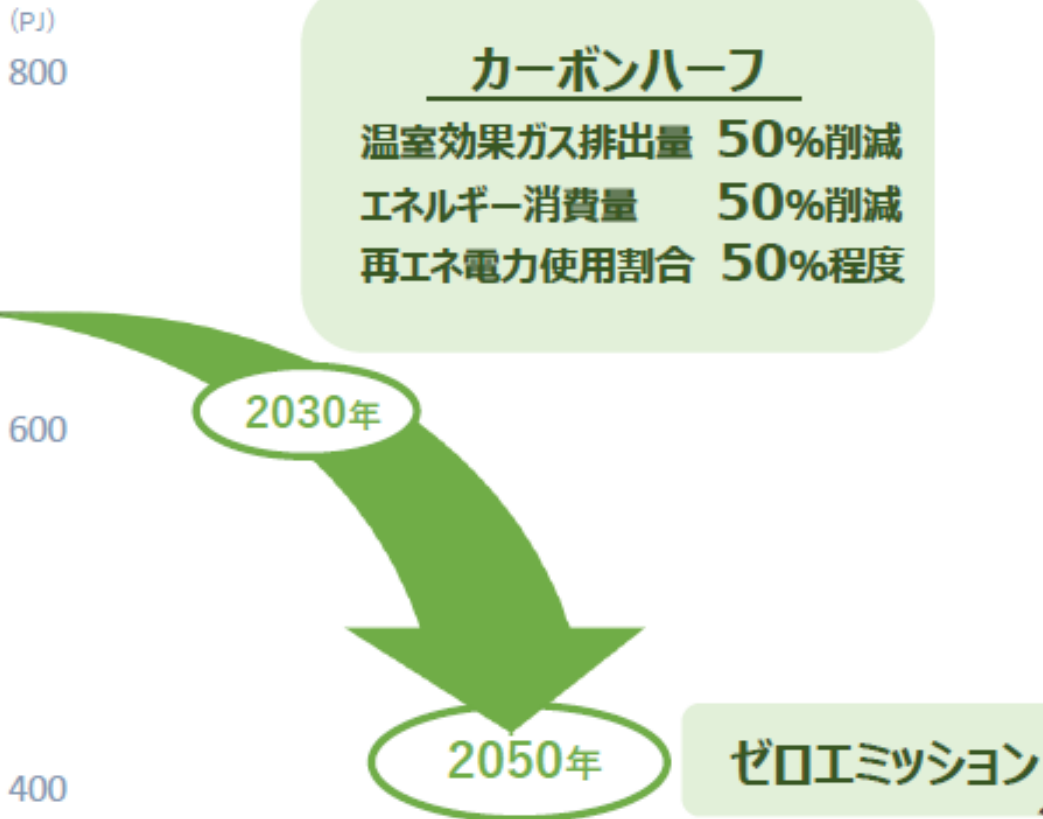 (PJ)
800
カーボンハーフ
温室効果ガス排出量 50%削減
エネルギー消費量 50%削減
再エネ電力使用割合 50%程度
2030年
600
2050年
ゼロエミッション
400